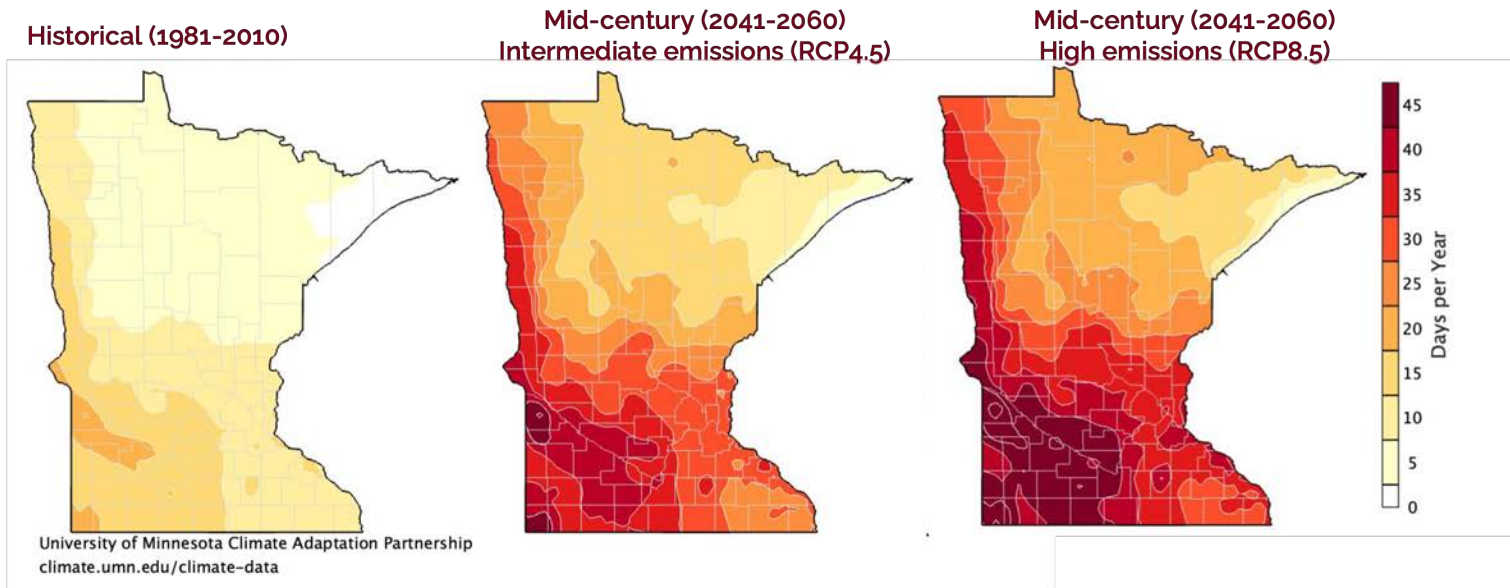 Historical (1981-2010)
Mid-century (2041-2060)
Intermediate emissions (RCP4.5)
Mid-century (2041-2060)
High emissions (RCP8.5)
45
40
35
30
25
20
15
10
5
0
Days per Year
University of Minnesota Climate Adaptation Partnership
climate.umn.edu/climate-data